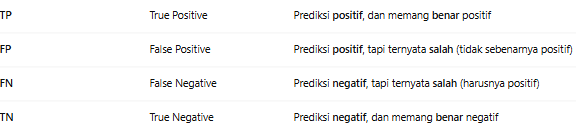 TP True Positive Prediksi positif, dan memang benar positif
FP False Positive Prediksi positif, tapi ternyata salah (tidak sebenarnya positif)
FN False Negative Prediksi negatif, tapi ternyata salah (harusnya positif)
TN True Negative Prediksi negatif, dan memang benar negatif